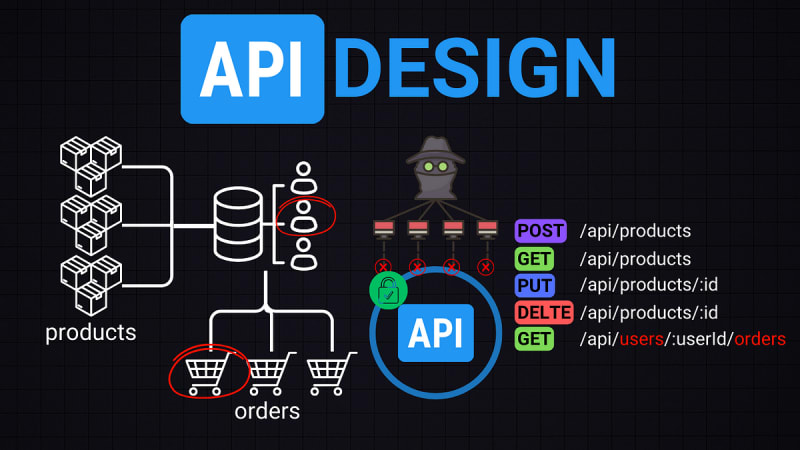 API DESIGN
products
orders
API
POST /api/products
GET /api/products
PUT /api/products/:id
DELTE /api/products/:id
GET /api/users/:userId/orders